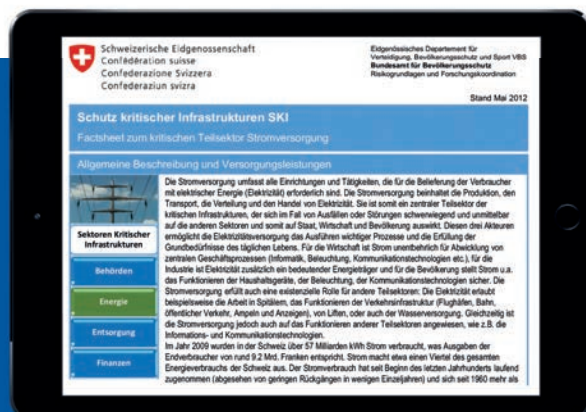 Schweizerische Eidgenossenschaft
Confédération suisse
Confederazione Svizzera
Confederaziun svizra
Eidgenössisches Departement für
Verteidigung, Bevölkerungsschutz und Sport VBS
Bundesamt für Bevölkerungsschutz
Risikogrundlagen und Forschungskoordination
Stand Mai 2012
Schutz kritischer Infrastrukturen SKI
Factsheet zum kritischen Teilsektor Stromversorgung
Allgemeine Beschreibung und Versorgungsleistungen
Sektoren Kritischer
Infrastrukturen
Behörden
Energie
Entsorgung
Finanzen
Die Stromversorgung umfasst alle Einrichtungen und Tätigkeiten, die für die Belieferung der Verbraucher
mit elektrischer Energie (Elektrizität) erforderlich sind. Die Stromversorgung beinhaltet die Produktion, den
Transport, die Verteilung und den Handel von Elektrizität. Sie ist somit ein zentraler Teilsektor der
kritischen Infrastrukturen, der sich im Fall von Ausfällen oder Störungen schwerwiegend und unmittelbar
auf die anderen Sektoren und somit auf Staat, Wirtschaft und Bevölkerung auswirkt. Diesen drei Akteuren
ermöglicht die Elektrizitätsversorgung das Ausführen wichtiger Prozesse und die Erfüllung der
Grundbedürfnisse des täglichen Lebens. Für die Wirtschaft ist Strom unentbehrlich für Abwicklung von
zentralen Geschäftsprozessen (Informatik, Beleuchtung, Kommunikationstechnologien etc.), für die
Industrie ist Elektrizität zusätzlich ein bedeutender Energieträger und für die Bevölkerung stellt Strom u.a.
das Funktionieren der Haushaltsgeräte, der Beleuchtung, der Kommunikationstechnologien sicher. Die
Stromversorgung erfüllt auch eine existenzielle Rolle für andere Teilsektoren: Die Elektrizität erlaubt
beispielsweise die Arbeit in Spitälern, das Funktionieren der Verkehrsinfrastruktur (Flughäfen, Bahn,
öffentlicher Verkehr, Ampeln und Anzeigen), von Liften, oder auch der Wasserversorgung. Gleichzeitig ist
die Stromversorgung jedoch auch auf das Funktionieren anderer Teilsektoren angewiesen, wie z.B. die
Informations- und Kommunikationstechnologien.
Im Jahr 2009 wurden in der Schweiz über 57 Milliarden kWh Strom verbraucht, was Ausgaben der
Endverbraucher von rund 9.2 Mrd. Franken entspricht. Strom macht etwa einen Viertel des gesamten
Energieverbrauchs der Schweiz aus. Der Stromverbrauch hat seit Beginn des letzten Jahrhunderts laufend
zugenommen (abgesehen von geringen Rückgängen in wenigen Einzeljahren) und sich seit 1960 mehr als